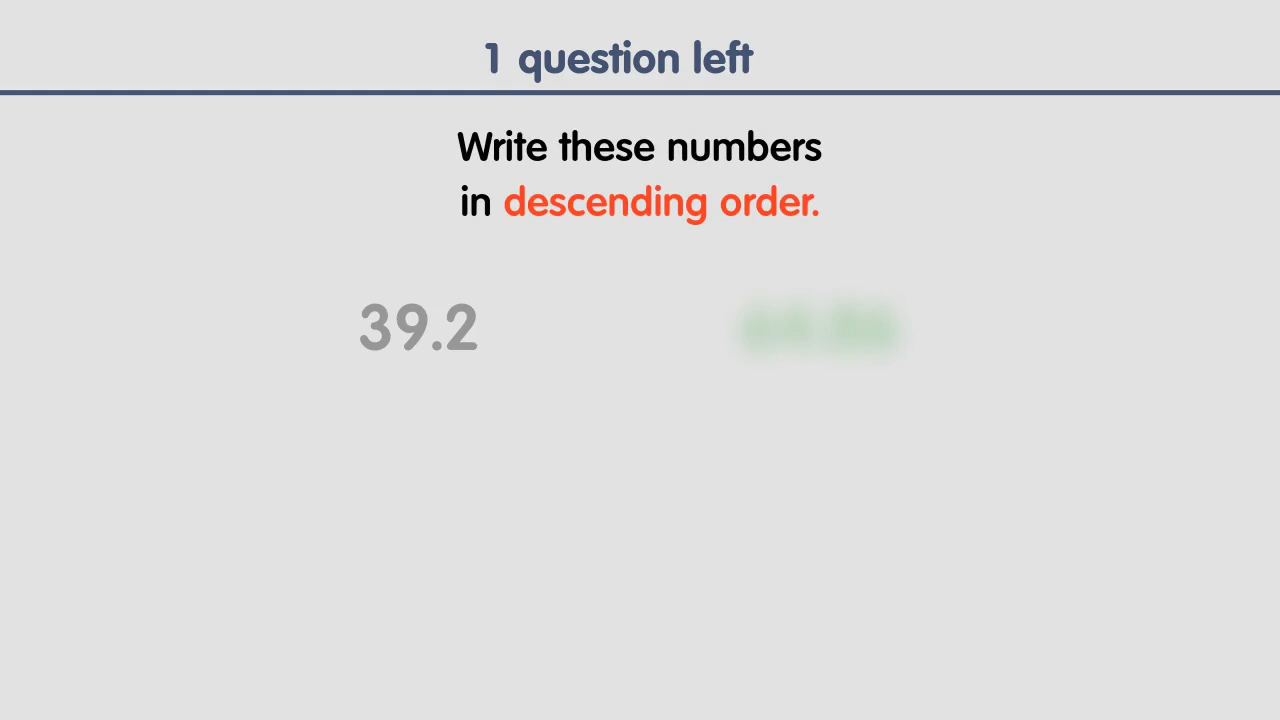 1 question left
Write these numbers
in descending order.
39.2